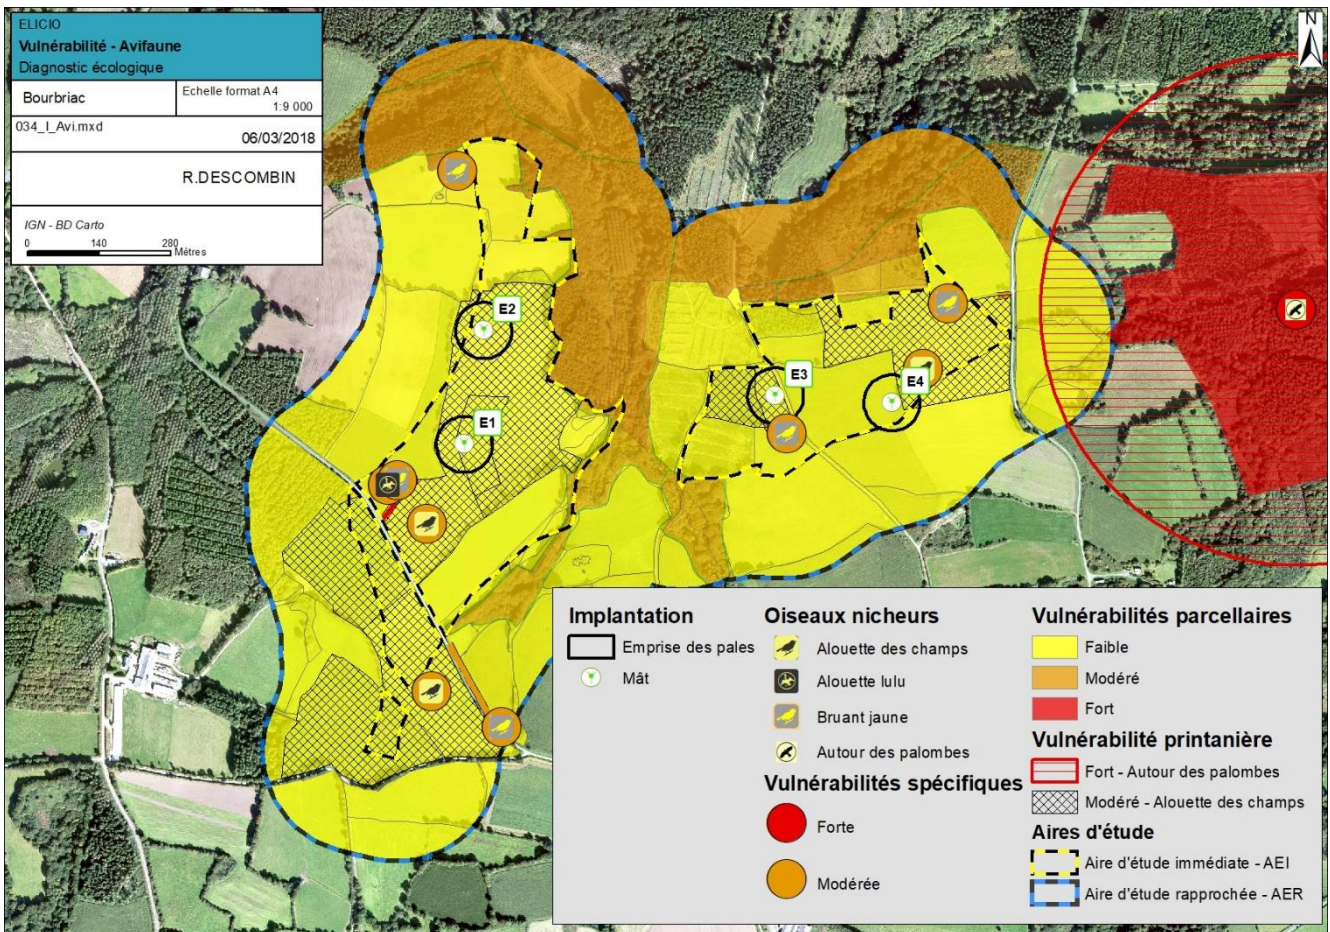 ELICIO
Vulnérabilité - Avifaune
Diagnostic écologique
Bourbriac
Echelle format A4
1:9 000
034_I_Avi.mxd
06/03/2018
R.DESCOMBIN
IGN - BD Carto
0 140 280
Mètres
N
E2
E1
E3
E4
Implantation
Emprise des pales
Mât
Oiseaux nicheurs
Alouette des champs
Alouette lulu
Bruant jaune
Autour des palombes
Vulnérabilités spécifiques
Forte
Modérée
Vulnérabilités parcellaires
Faible
Modéré
Fort
Vulnérabilité printanière
Fort - Autour des palombes
Modéré - Alouette des champs
Aires d'étude
Aire d'étude immédiate - AEI
Aire d'étude rapprochée - AER